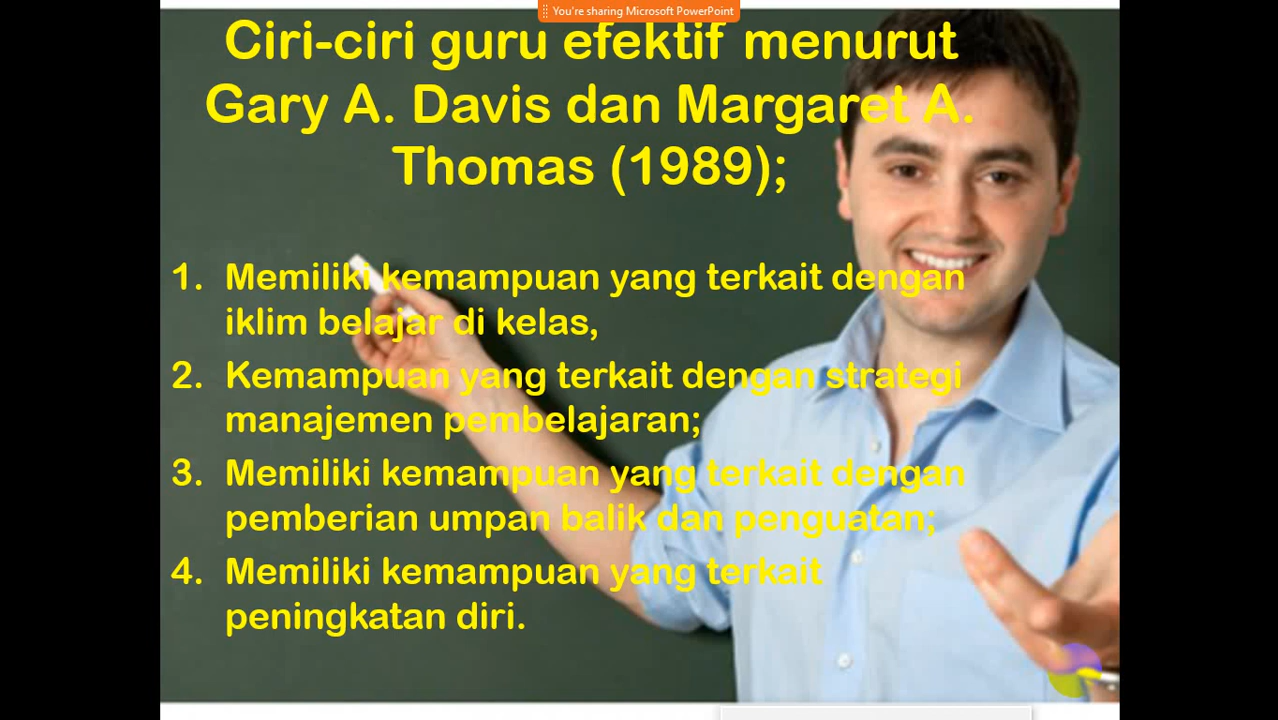 You're sharing Microsoft PowerPoint
Ciri-ciri guru efektif menurut
Gary A. Davis dan Margaret A.
Thomas (1989);
1. Memiliki kemampuan yang terkait dengan
iklim belajar di kelas,
2. Kemampuan yang terkait dengan strategi
manajemen pembelajaran;
3. Memiliki kemampuan yang terkait dengan
pemberian umpan balik dan penguatan;
4. Memiliki kemampuan yang terkait
peningkatan diri.